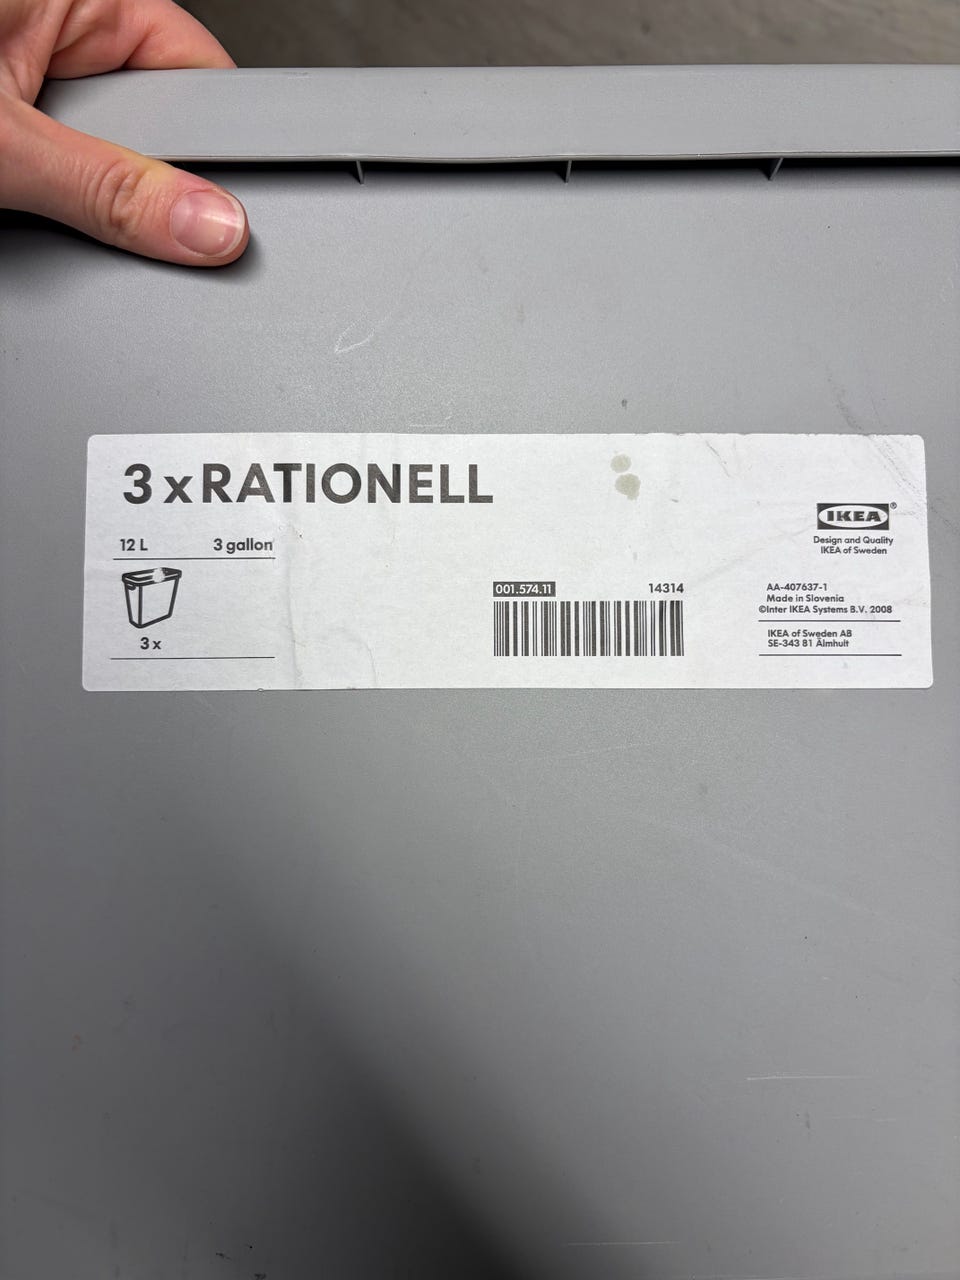 3 x RATIONELL
12 L 3 gallon
3 x
001.574.11 14314
IKEA®
Design and Quality
IKEA of Sweden
AA-407637-1
Made in Slovenia
©Inter IKEA Systems B.V. 2008
IKEA of Sweden AB
SE-343 81 Älmhult